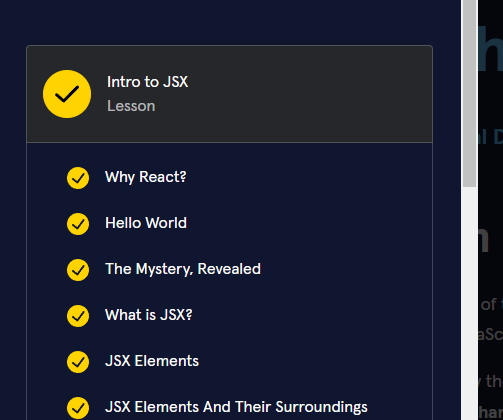 Intro to JSX
Lesson
Why React?
Hello World
The Mystery, Revealed
What is JSX?
JSX Elements
JSX Elements And Their Surroundings
of